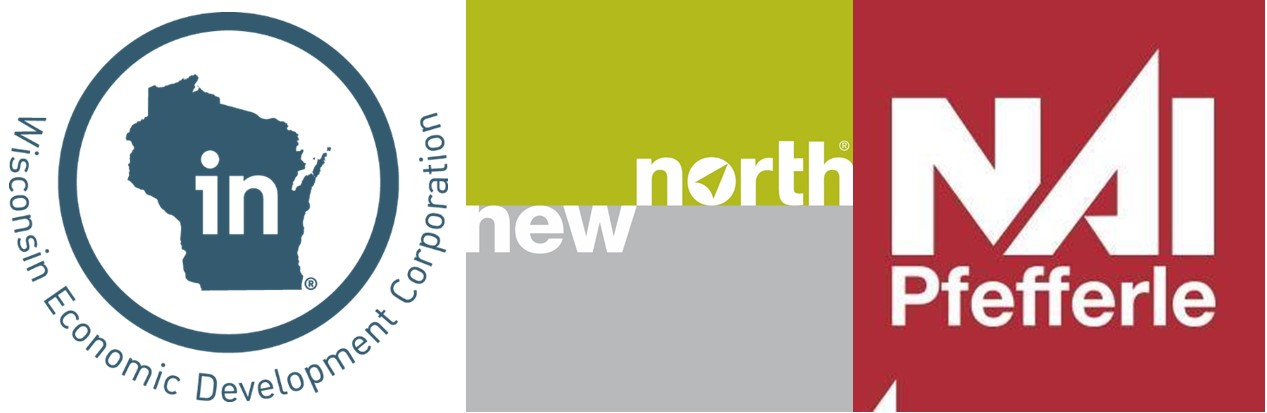 in
®
Wisconsin Economic Development Corporation
north®
new
NAI
Pfefferle